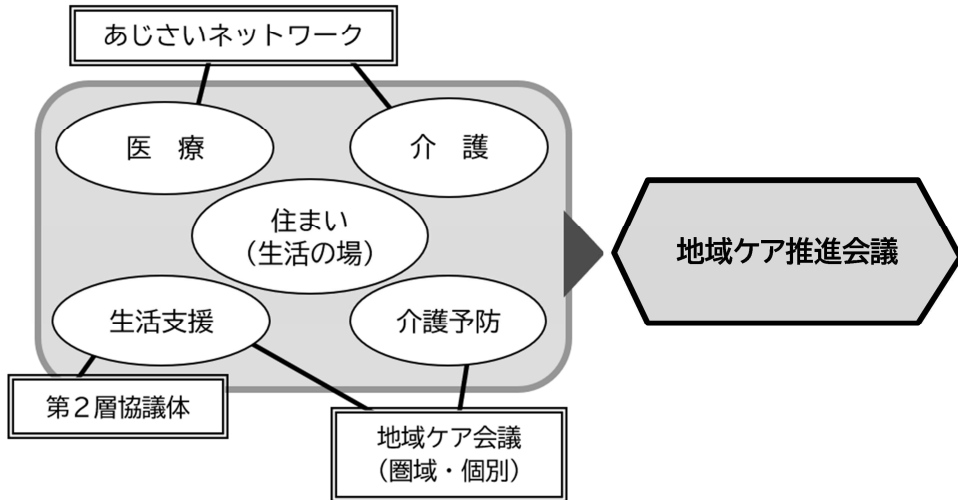 あじさいネットワーク
医　療
介　護
住まい
（生活の場）
地域ケア推進会議
生活支援
介護予防
第２層協議体
地域ケア会議
（圏域・個別）